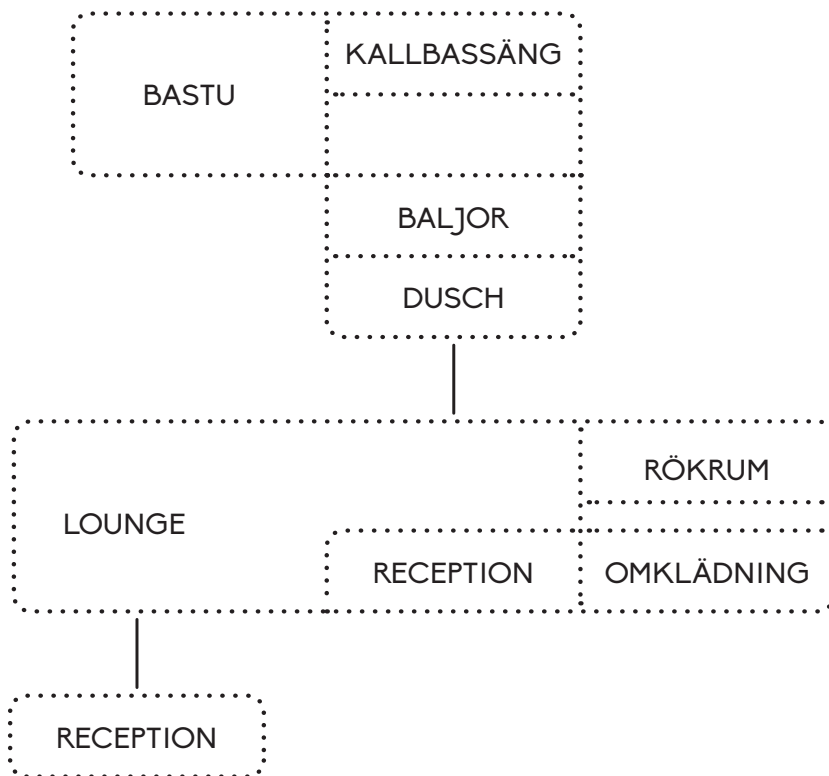 KALLBASSÄNG
BASTU
BALJOR
DUSCH
RÖKRUM
LOUNGE
RECEPTION
OMKLÄDNING
RECEPTION